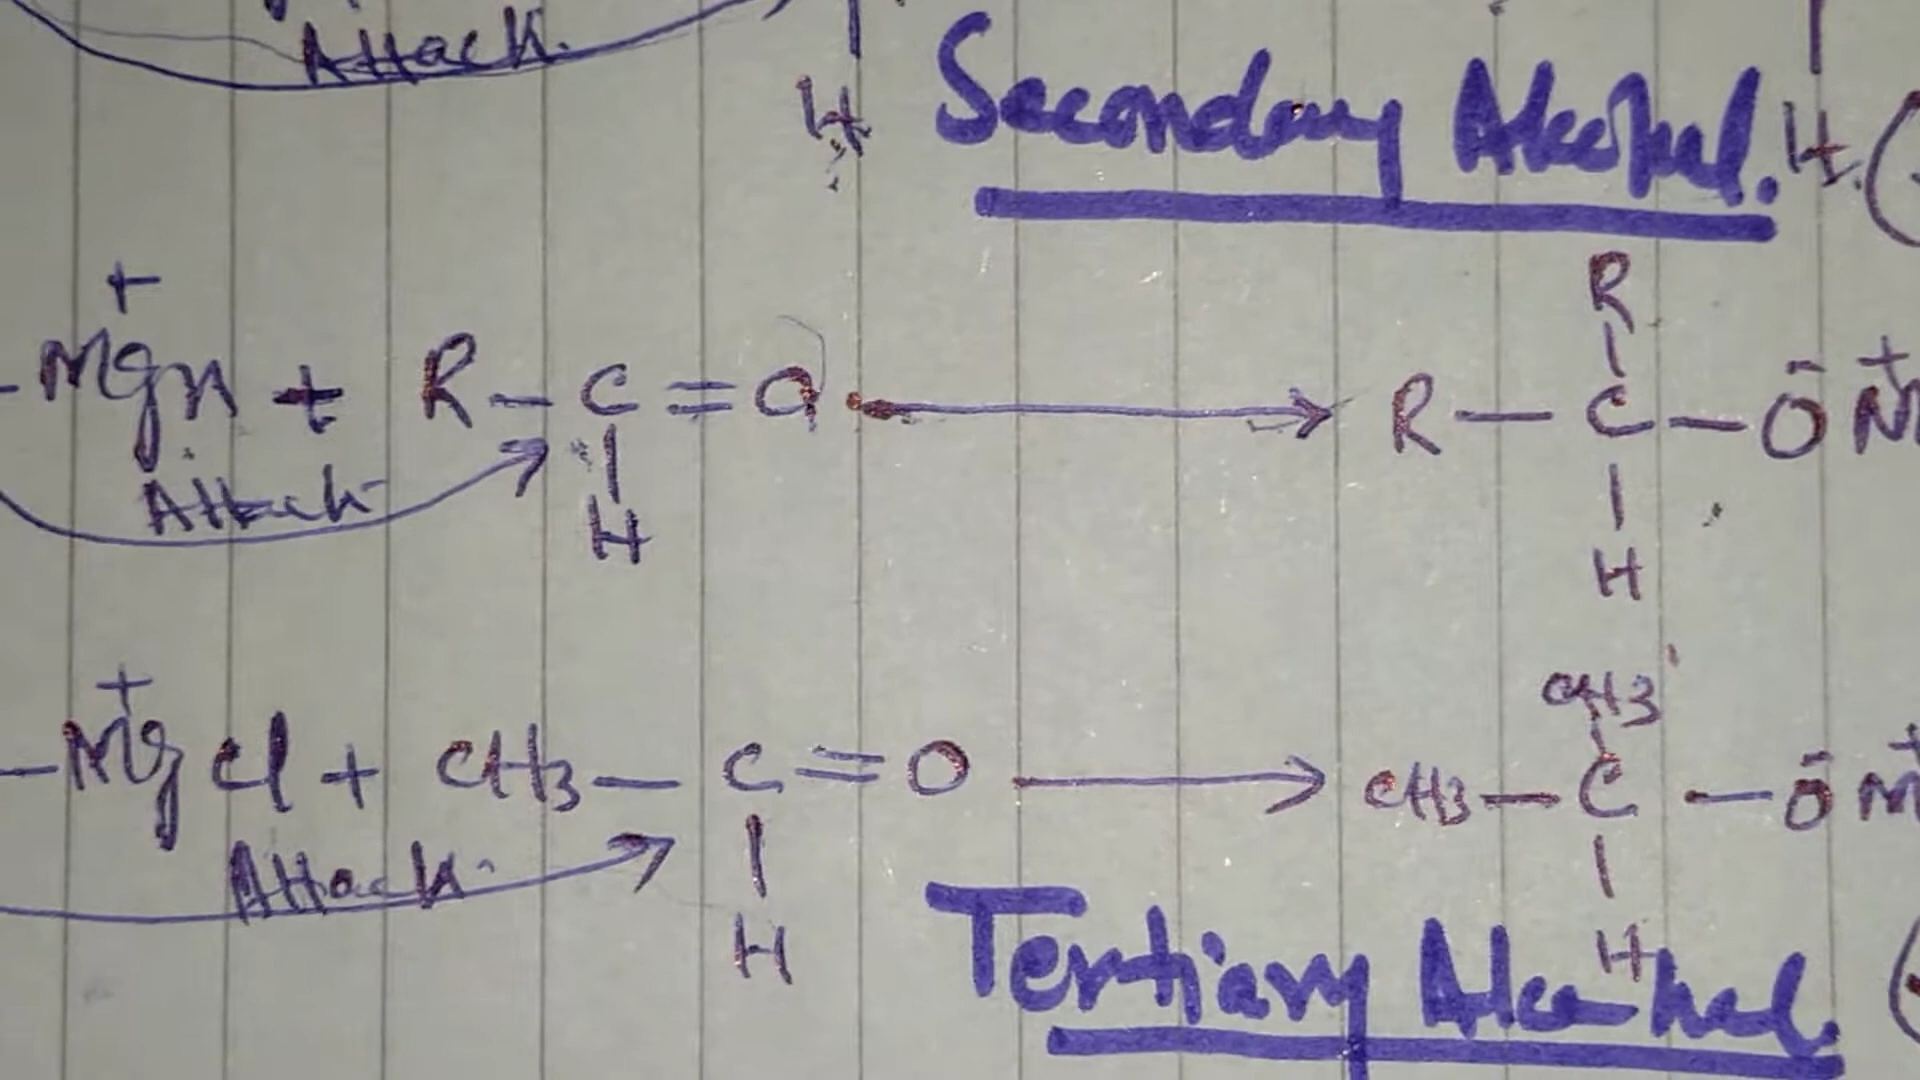 Attack.
H
Secondary Alcohol.
H.
+
R
-MgX + R-C=O → R-C-O⁻ +
Attack
H
H
+
CH3
-MgCl + CH3-C=O → CH3-C-O⁻ +
Attack
H
H
Tertiary Alcohol.